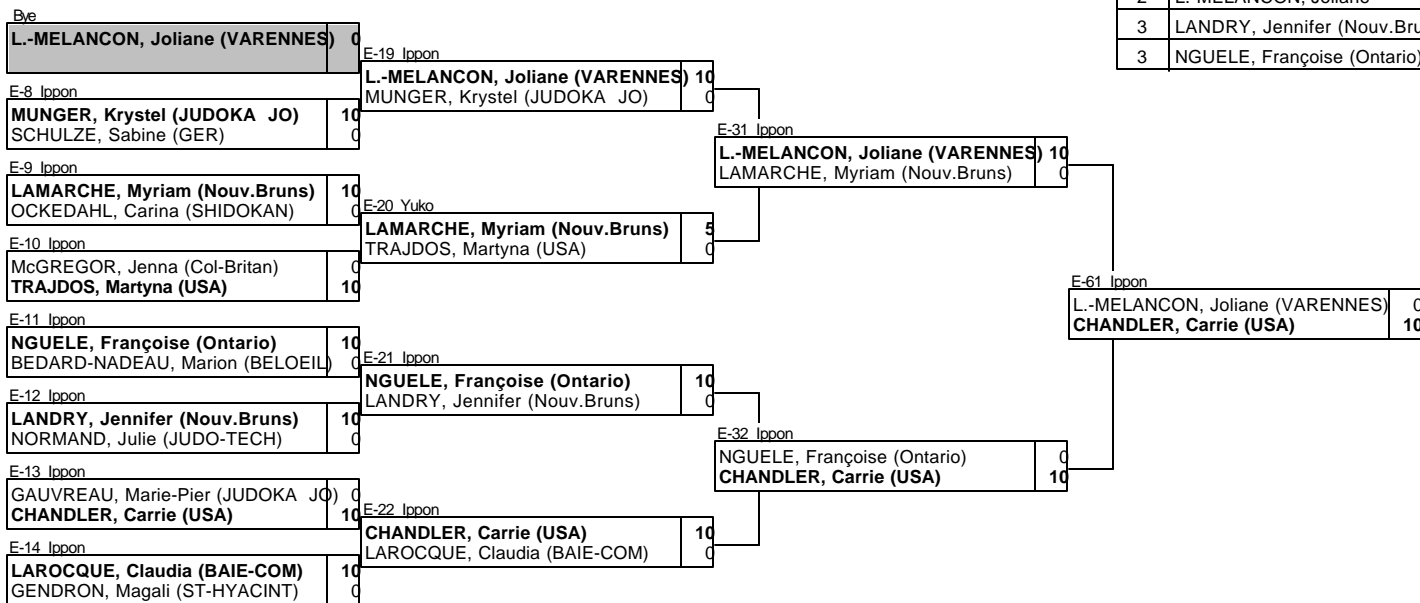 Bye
L.-MELANCON, Joliane (VARENNES) 0
E-8 Ippon
MUNGER, Krystel (JUDOKA JO) 10
SCHULZE, Sabine (GER) 0
E-9 Ippon
LAMARCHE, Myriam (Nouv.Bruns) 10
OCKEDAHL, Carina (SHIDOKAN) 0
E-10 Ippon
McGREGOR, Jenna (Col-Britan) 0
TRAJDOS, Martyna (USA) 10
E-11 Ippon
NGUELE, Françoise (Ontario) 10
BEDARD-NADEAU, Marion (BELOEIL) 0
E-12 Ippon
LANDRY, Jennifer (Nouv.Bruns) 10
NORMAND, Julie (JUDO-TECH) 0
E-13 Ippon
GAUVREAU, Marie-Pier (JUDOKA JO) 0
CHANDLER, Carrie (USA) 10
E-14 Ippon
LAROCQUE, Claudia (BAIE-COM) 10
GENDRON, Magali (ST-HYACINT) 0
E-19 Ippon
L.-MELANCON, Joliane (VARENNES) 10
MUNGER, Krystel (JUDOKA JO) 0
E-20 Yuko
LAMARCHE, Myriam (Nouv.Bruns) 5
TRAJDOS, Martyna (USA) 0
E-21 Ippon
NGUELE, Françoise (Ontario) 10
LANDRY, Jennifer (Nouv.Bruns) 0
E-22 Ippon
CHANDLER, Carrie (USA) 10
LAROCQUE, Claudia (BAIE-COM) 0
E-31 Ippon
L.-MELANCON, Joliane (VARENNES) 10
LAMARCHE, Myriam (Nouv.Bruns) 0
E-32 Ippon
NGUELE, Françoise (Ontario) 0
CHANDLER, Carrie (USA) 10
E-61 Ippon
L.-MELANCON, Joliane (VARENNES) 0
CHANDLER, Carrie (USA) 10
2 L.-MELANCON, Joliane
3 LANDRY, Jennifer (Nouv.Bru
3 NGUELE, Françoise (Ontario)